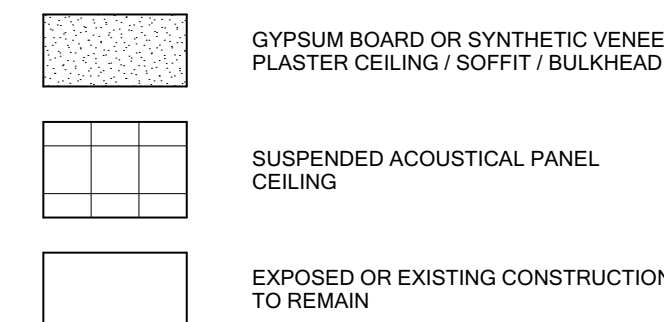 GYPSUM BOARD OR SYNTHETIC VENEE
PLASTER CEILING / SOFFIT / BULKHEAD
SUSPENDED ACOUSTICAL PANEL
CEILING
EXPOSED OR EXISTING CONSTRUCTION
TO REMAIN